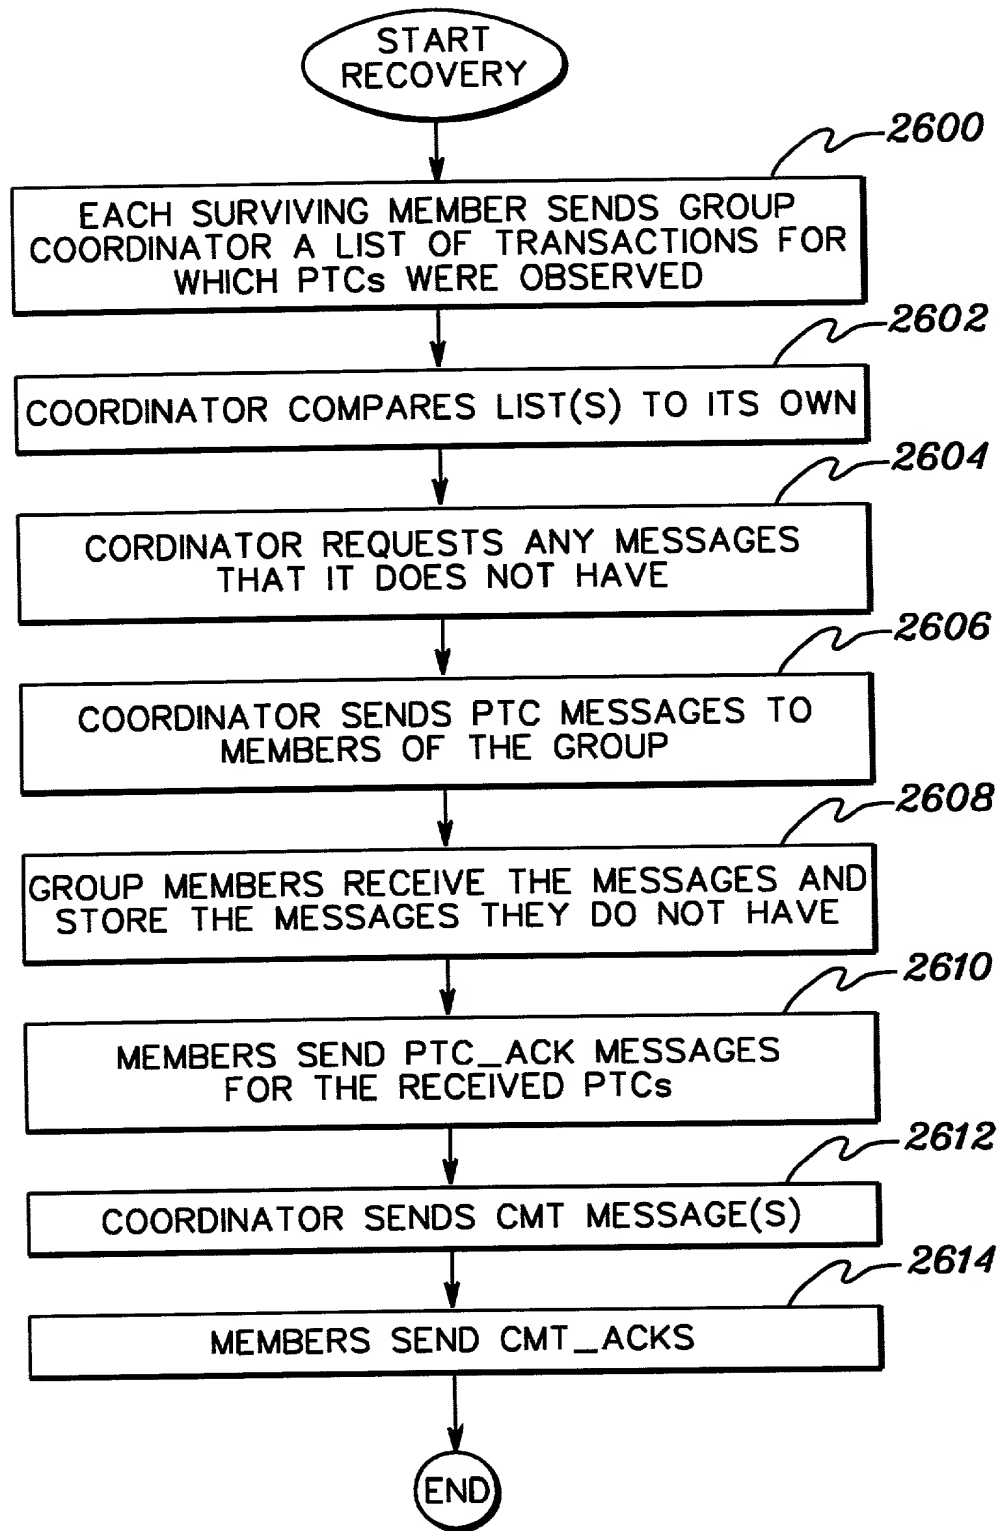 START
RECOVERY
2600
EACH SURVIVING MEMBER SENDS GROUP
COORDINATOR A LIST OF TRANSACTIONS FOR
WHICH PTCs WERE OBSERVED
2602
COORDINATOR COMPARES LIST(S) TO ITS OWN
2604
CORDINATOR REQUESTS ANY MESSAGES
THAT IT DOES NOT HAVE
2606
COORDINATOR SENDS PTC MESSAGES TO
MEMBERS OF THE GROUP
2608
GROUP MEMBERS RECEIVE THE MESSAGES AND
STORE THE MESSAGES THEY DO NOT HAVE
2610
MEMBERS SEND PTC_ACK MESSAGES
FOR THE RECEIVED PTCs
2612
COORDINATOR SENDS CMT MESSAGE(S)
2614
MEMBERS SEND CMT_ACKS
END